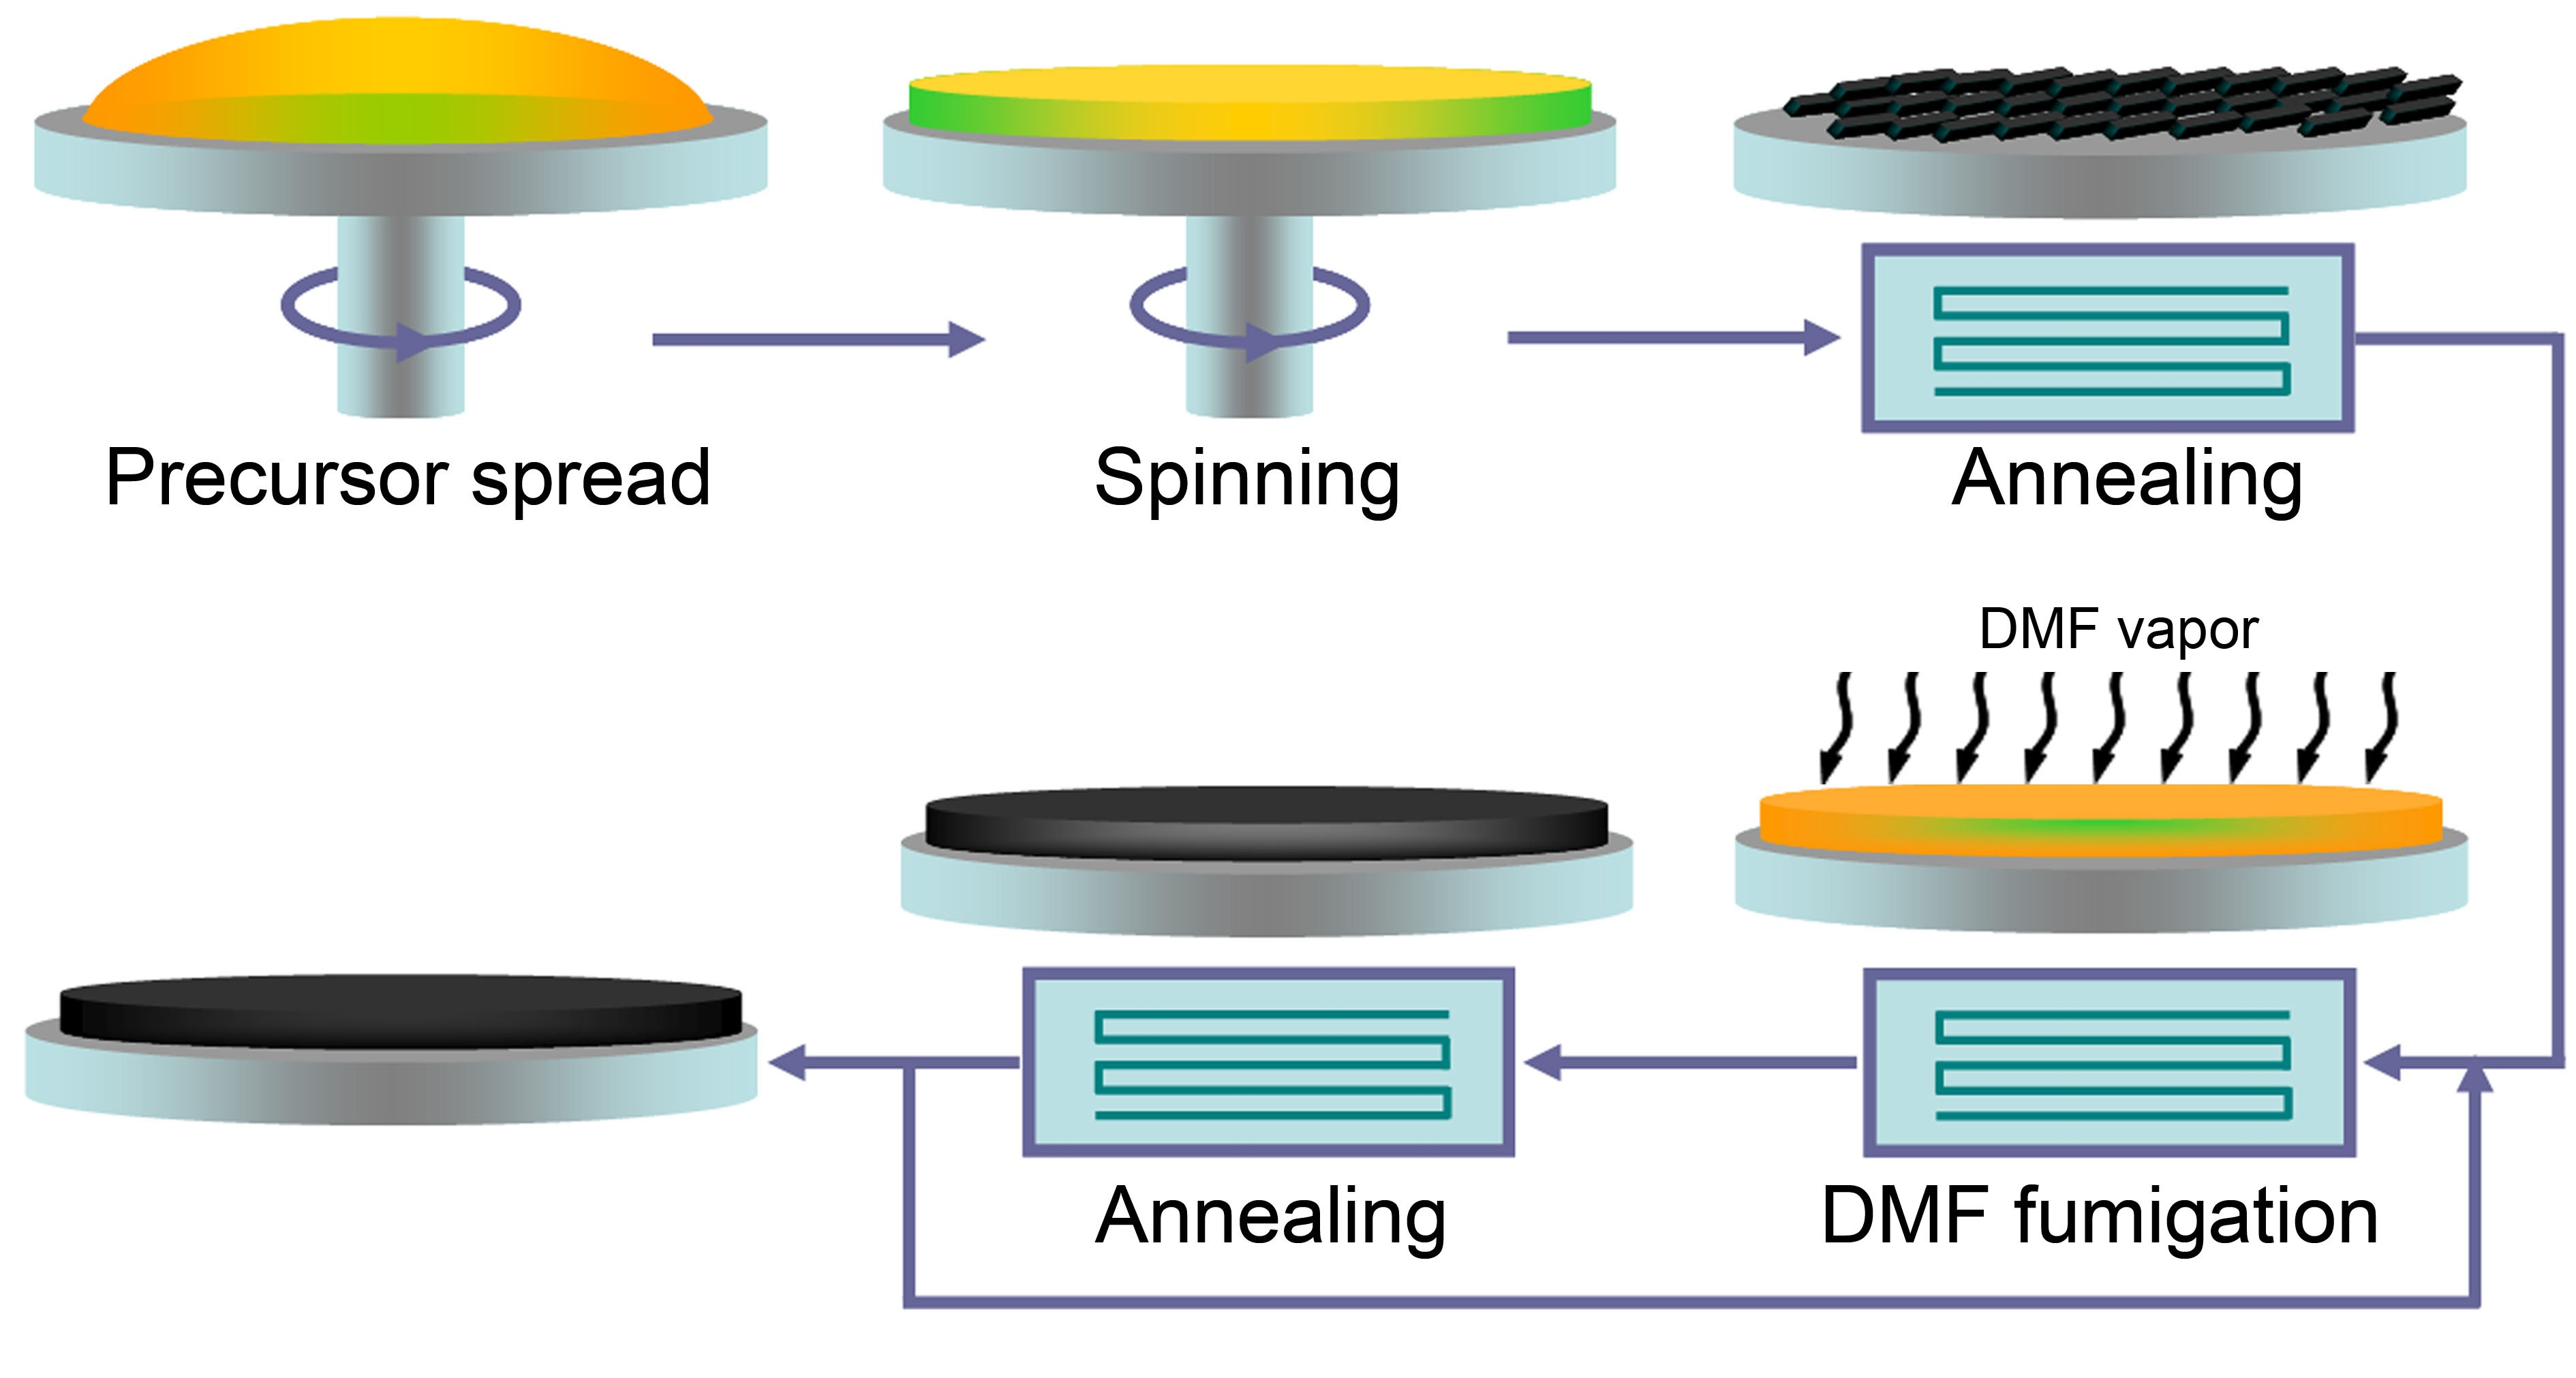 Precursor spread
Spinning
Annealing
DMF vapor
Annealing
DMF fumigation